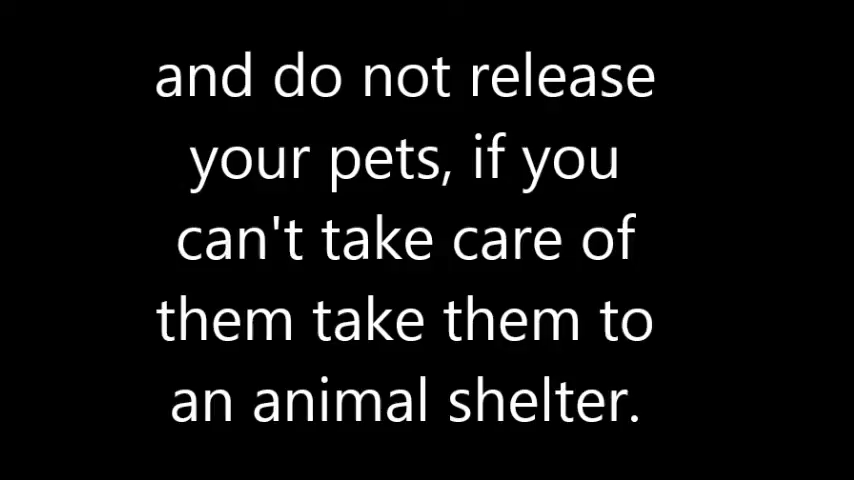 and do not release
your pets, if you
can't take care of
them take them to
an animal shelter.